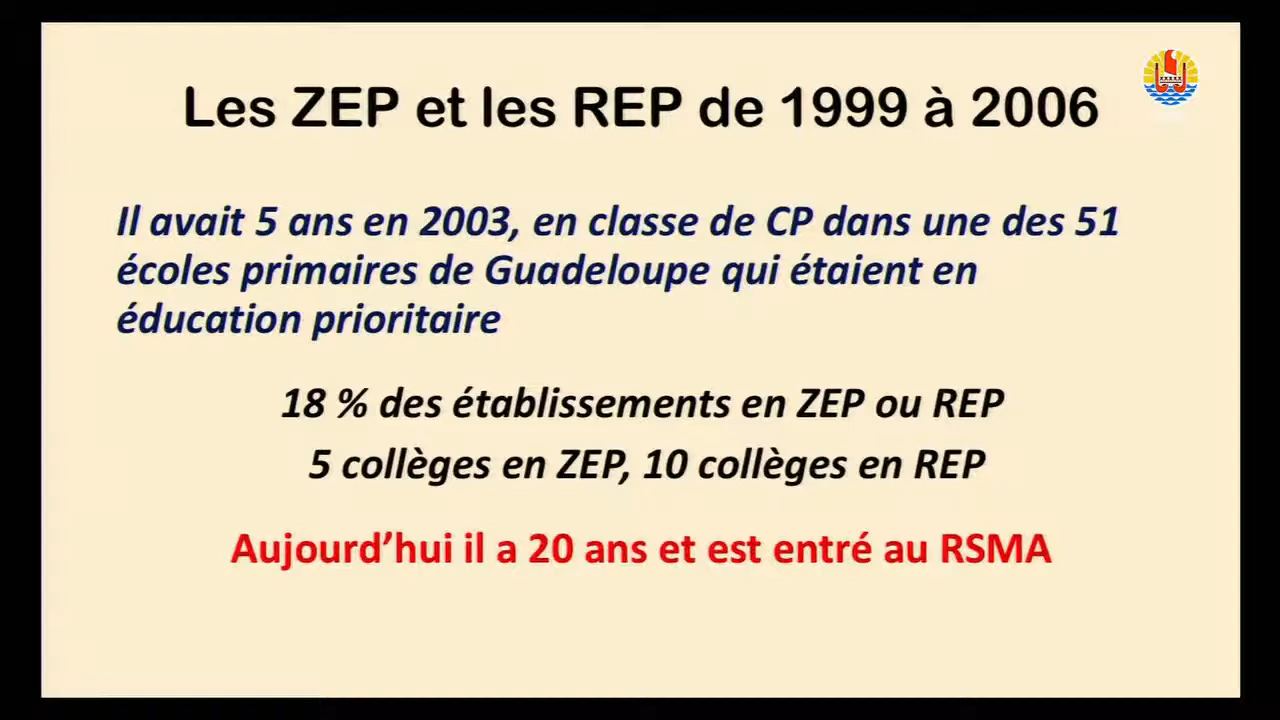 Les ZEP et les REP de 1999 à 2006
Il avait 5 ans en 2003, en classe de CP dans une des 51
écoles primaires de Guadeloupe qui étaient en
éducation prioritaire
18 % des établissements en ZEP ou REP
5 collèges en ZEP, 10 collèges en REP
Aujourd’hui il a 20 ans et est entré au RSMA